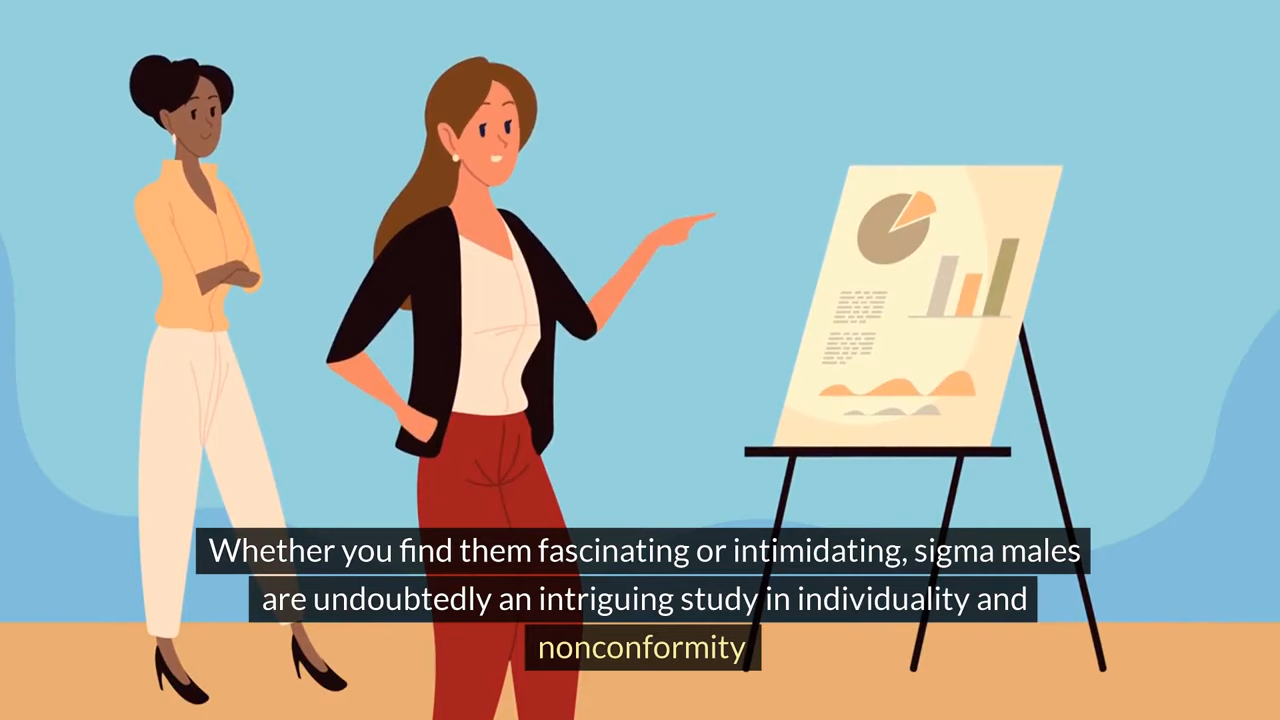 Whether you find them fascinating or intimidating, sigma males
are undoubtedly an intriguing study in individuality and
nonconformity